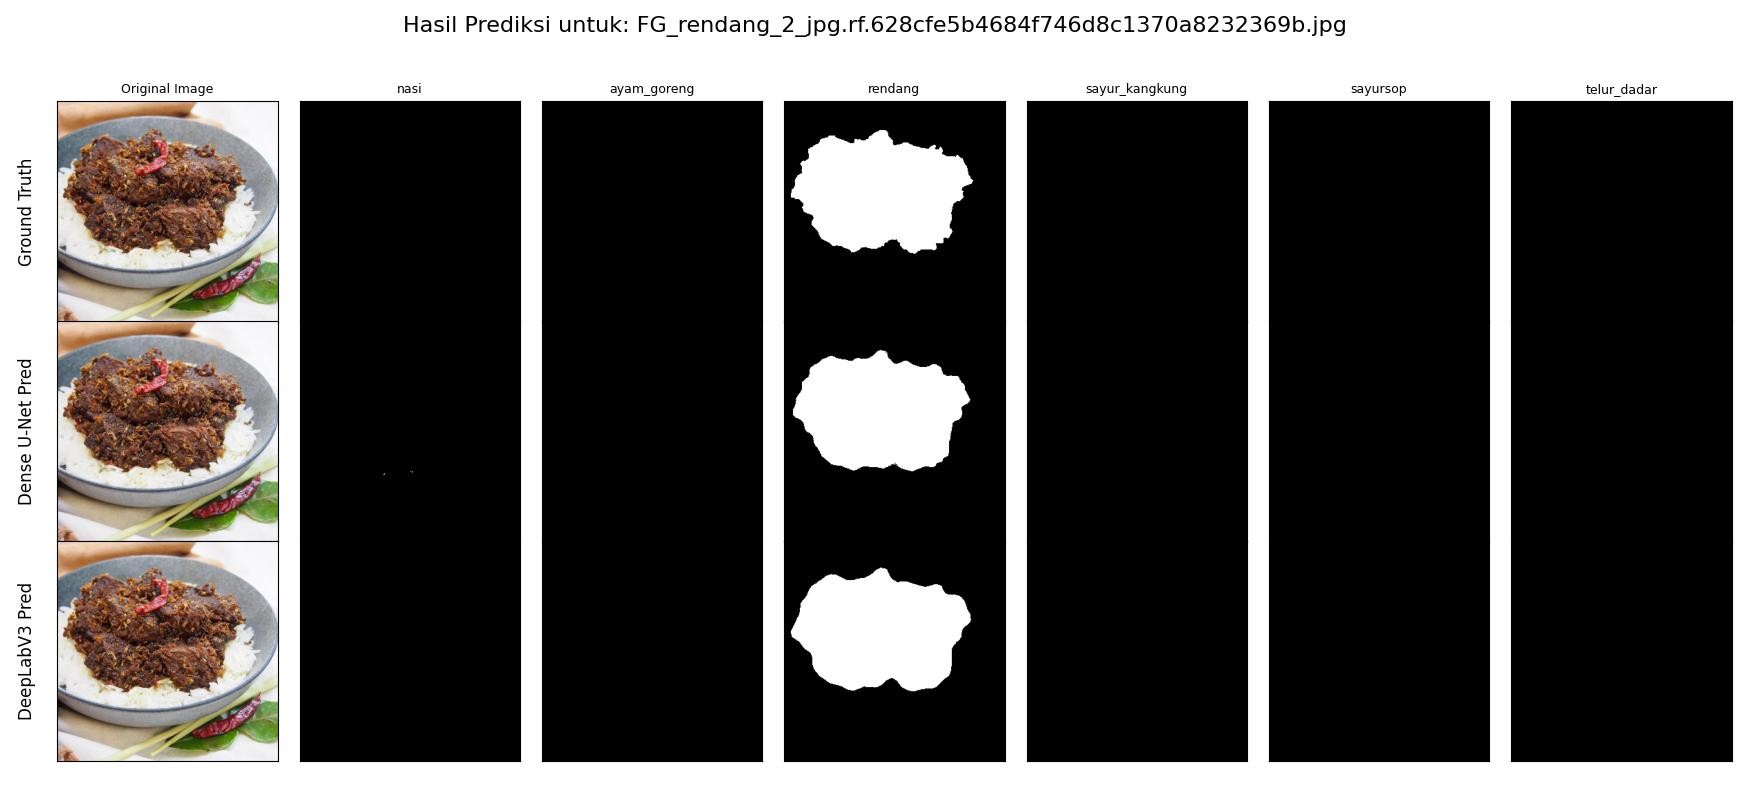 Hasil Prediksi untuk: FG_rendang_2_jpg.rf.628cfe5b4684f746d8c1370a8232369b.jpg
Original Image nasi ayam_goreng rendang sayur_kangkung sayursop telur_dadar
Ground Truth
Dense U-Net Pred
DeepLabV3 Pred